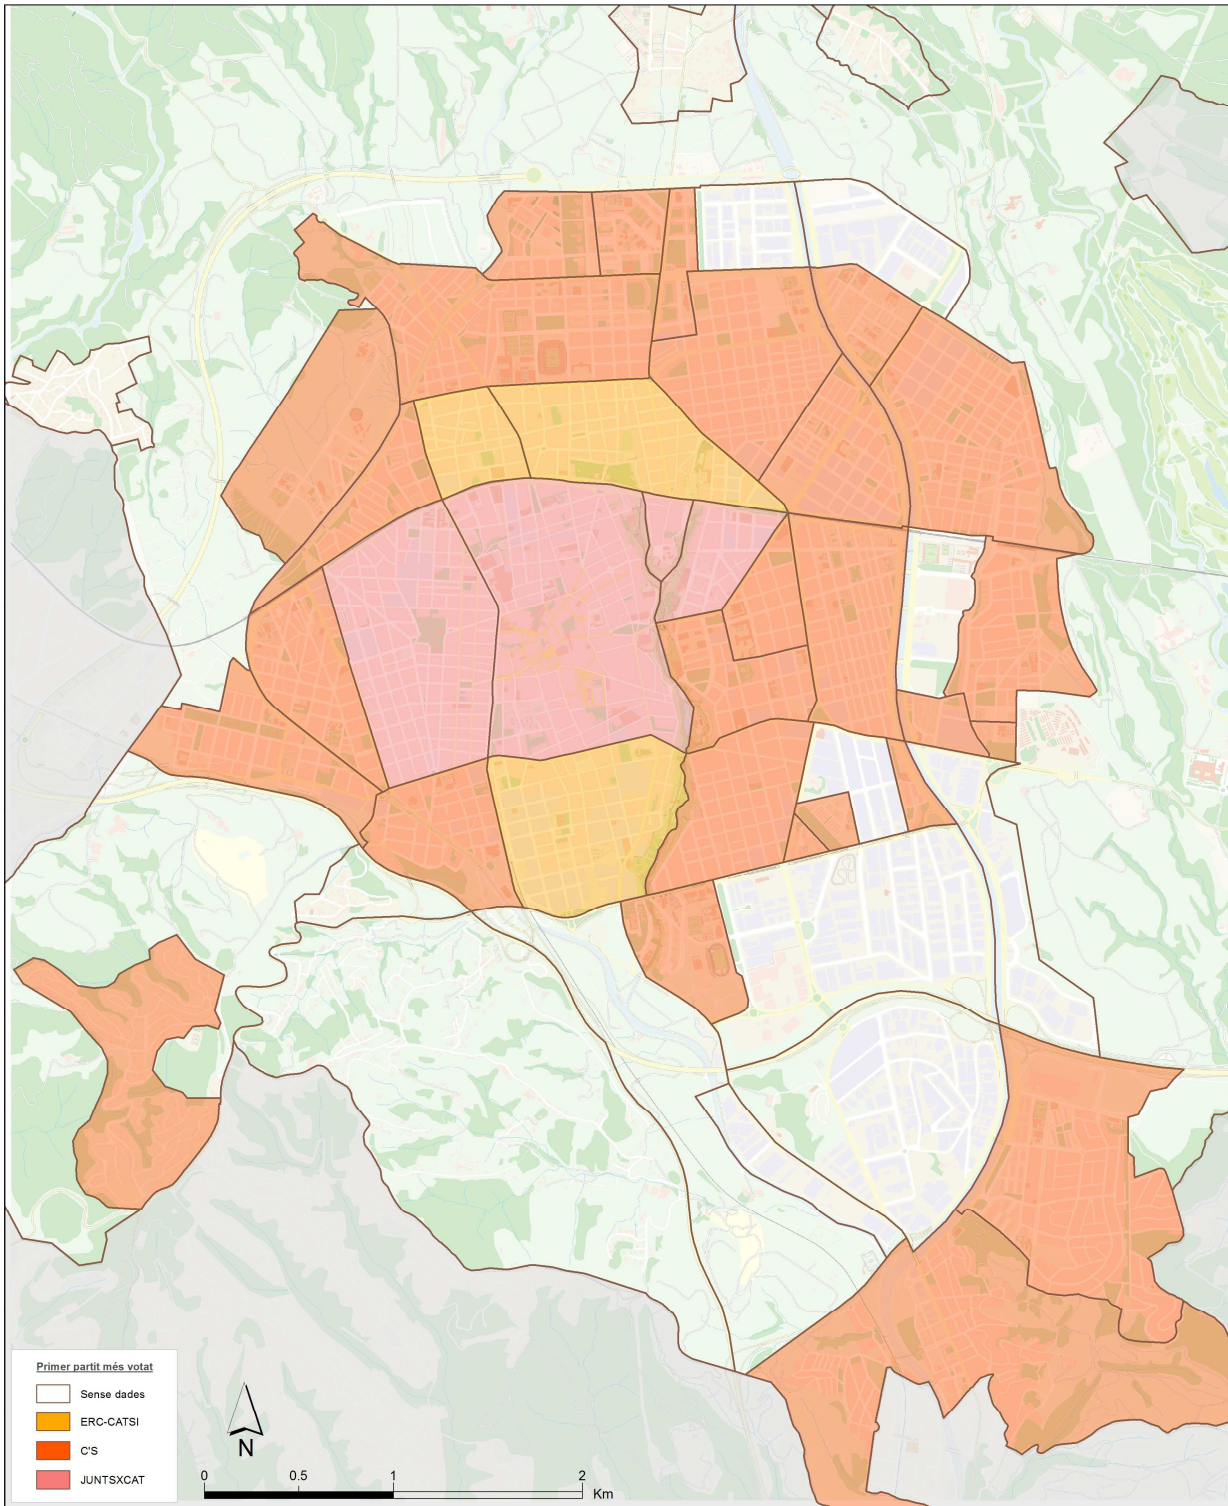 Primer partit més votat
Sense dades
ERC-CATSI
C'S
JUNTSXCAT
N
0 0.5 1 2
Km